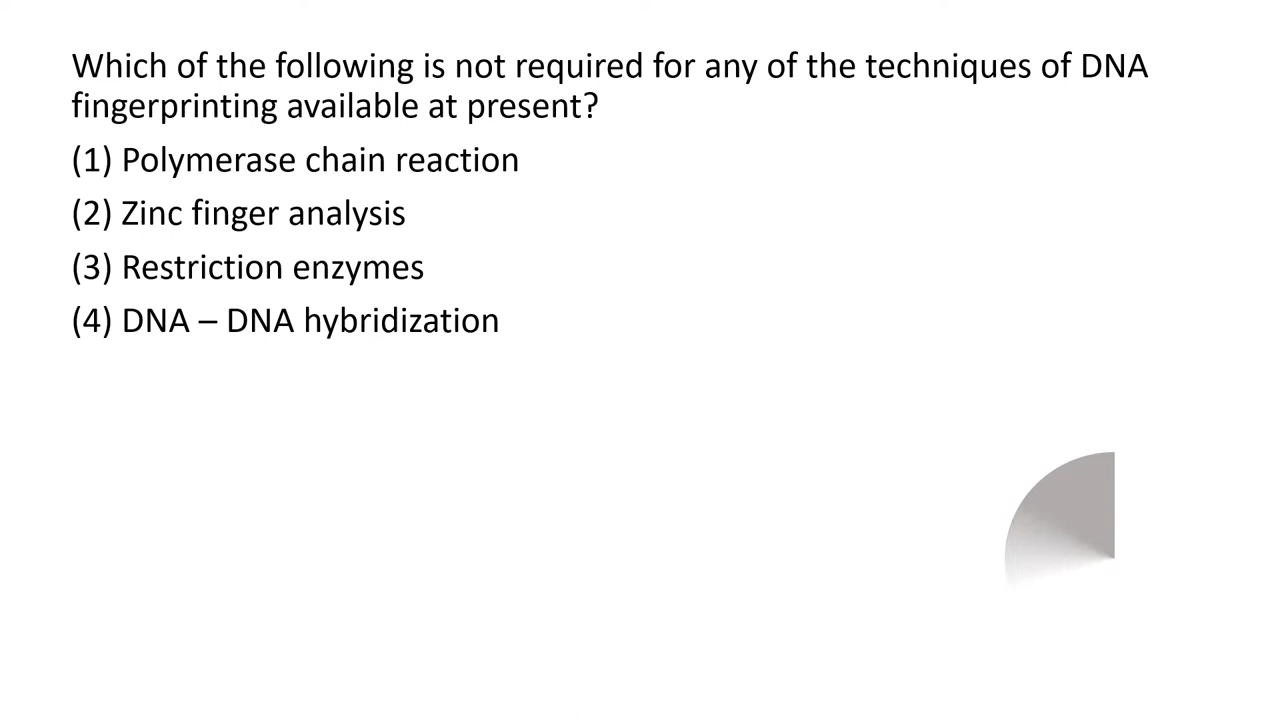 Which of the following is not required for any of the techniques of DNA
fingerprinting available at present?
(1) Polymerase chain reaction
(2) Zinc finger analysis
(3) Restriction enzymes
(4) DNA – DNA hybridization